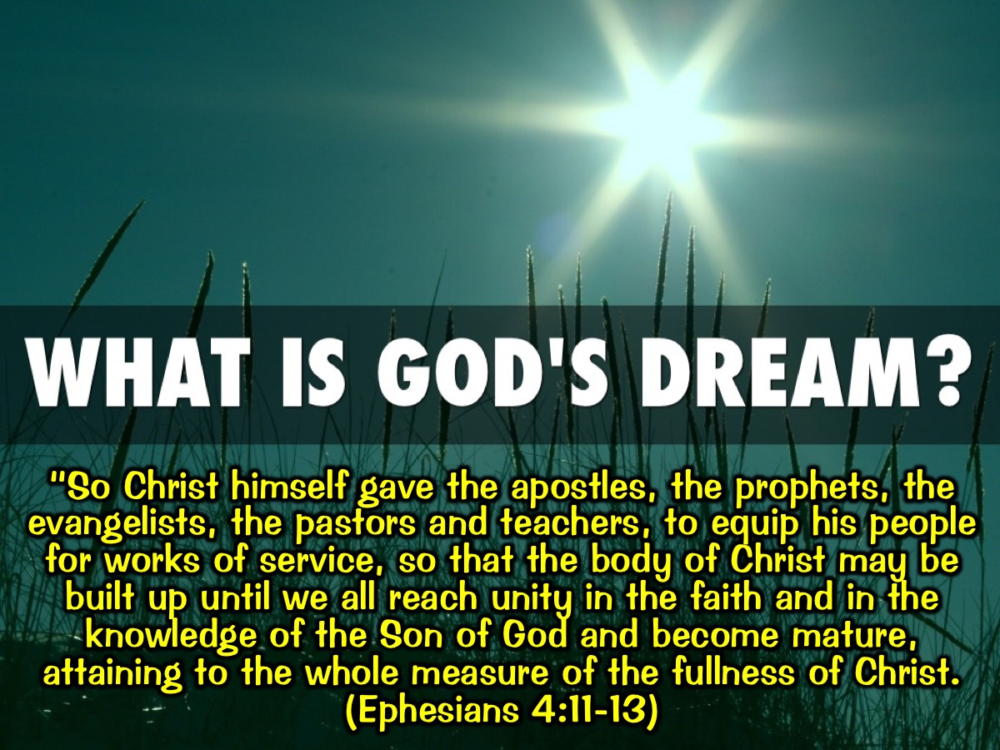 WHAT IS GOD'S DREAM?
"So Christ himself gave the apostles, the prophets, the
evangelists, the pastors and teachers, to equip his people
for works of service, so that the body of Christ may be
built up until we all reach unity in the faith and in the
knowledge of the Son of God and become mature,
attaining to the whole measure of the fullness of Christ.
(Ephesians 4:11-13)